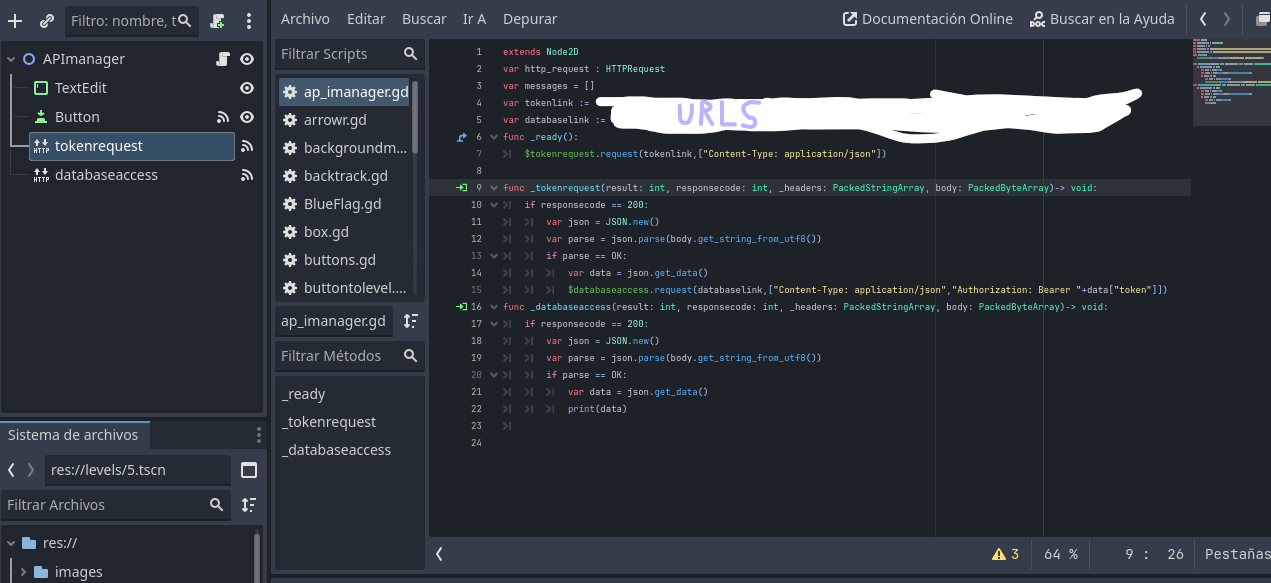 Filtro: nombre, t
Archivo Editar Buscar Ir A Depurar
Documentación Online
Buscar en la Ayuda
APImanager
TextEdit
Button
tokenrequest
databaseaccess
Sistema de archivos
res://levels/5.tscn
Filtrar Archivos
res://
images
Filtrar Scripts
ap_imanager.gd
arrowr.gd
backgroundm...
backtrack.gd
BlueFlag.gd
box.gd
buttons.gd
buttontolevel....
ap_imanager.gd
Filtrar Métodos
_ready
_tokenrequest
_databaseaccess
1 extends Node2D
2 var http_request : HTTPRequest
3 var messages = []
4 var tokenlink :=
URLS
5 var databaselink :=
6 func _ready():
7 $tokenrequest.request(tokenlink,["Content-Type: application/json"])
8
9 func _tokenrequest(result: int, responsecode: int, _headers: PackedStringArray, body: PackedByteArray)-> void:
10 if responsecode == 200:
11 var json = JSON.new()
12 var parse = json.parse(body.get_string_from_utf8())
13 if parse == OK:
14 var data = json.get_data()
15 $databaseaccess.request(databaselink,["Content-Type: application/json","Authorization: Bearer "+data["token"]])
16 func _databaseaccess(result: int, responsecode: int, _headers: PackedStringArray, body: PackedByteArray)-> void:
17 if responsecode == 200:
18 var json = JSON.new()
19 var parse = json.parse(body.get_string_from_utf8())
20 if parse == OK:
21 var data = json.get_data()
22 print(data)
23
24
3 64 % 9 : 26 Pestañas